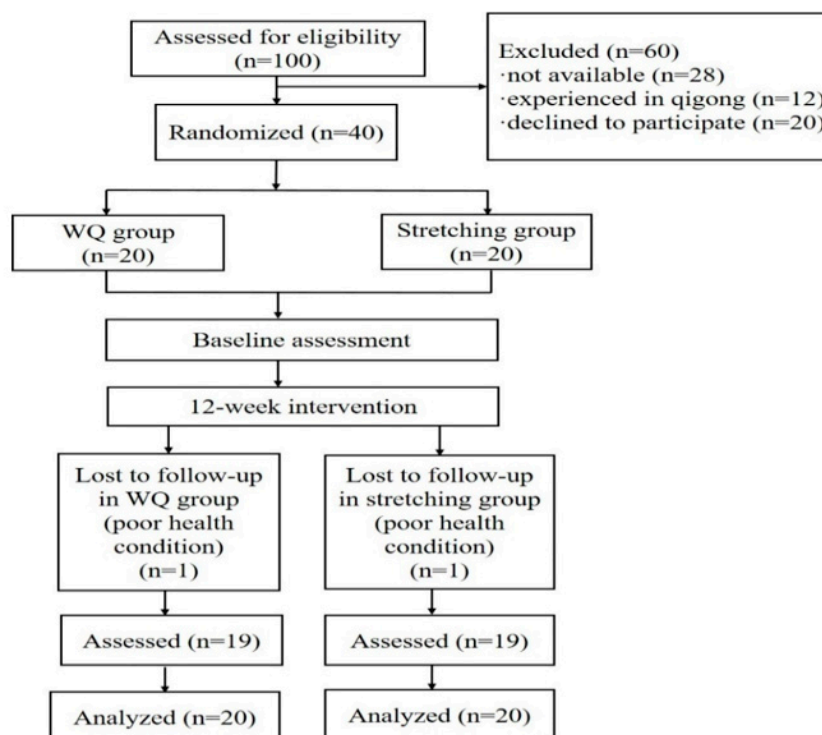 Assessed for eligibility
(n=100)
Excluded (n=60)
·not available (n=28)
·experienced in qigong (n=12)
·declined to participate (n=20)
Randomized (n=40)
WQ group
(n=20)
Stretching group
(n=20)
Baseline assessment
12-week intervention
Lost to follow-up
in WQ group
(poor health
condition)
(n=1)
Lost to follow-up
in stretching group
(poor health
condition)
(n=1)
Assessed (n=19)
Assessed (n=19)
Analyzed (n=20)
Analyzed (n=20)